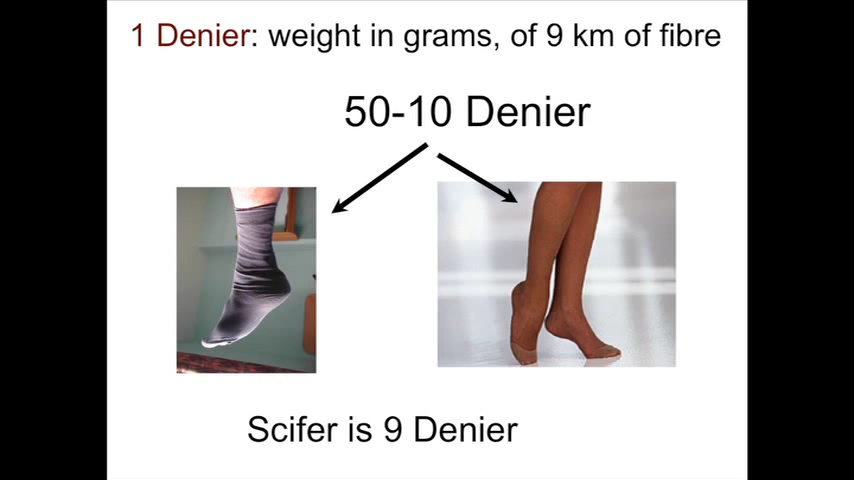 1 Denier: weight in grams, of 9 km of fibre
50-10 Denier
Scifer is 9 Denier